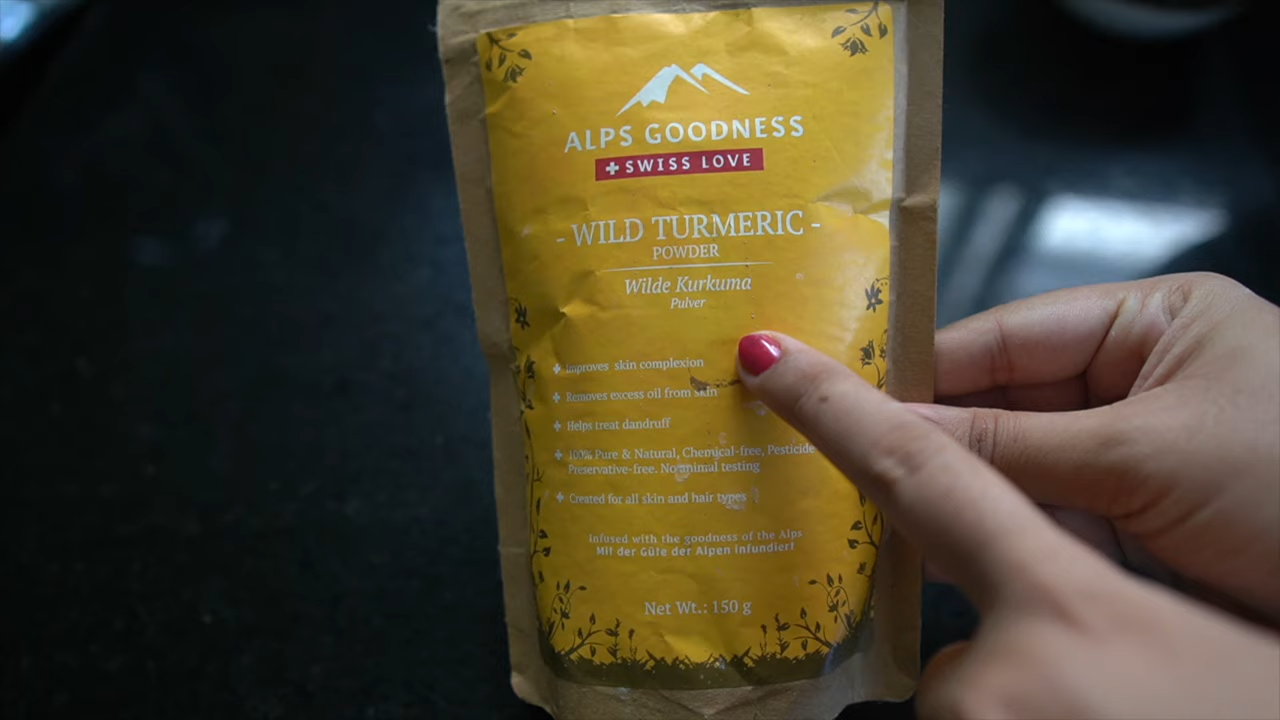 ALPS GOODNESS
SWISS LOVE
- WILD TURMERIC -
POWDER
Wilde Kurkuma
Pulver
Improves skin complexion
Removes excess oil from skin
Helps treat dandruff
100% Pure & Natural, Chemical-free, Pesticide
Preservative-free. No animal testing
Created for all skin and hair types
Infused with the goodness of the Alps
Mit der Güte der Alpen infundiert
Net Wt.: 150 g